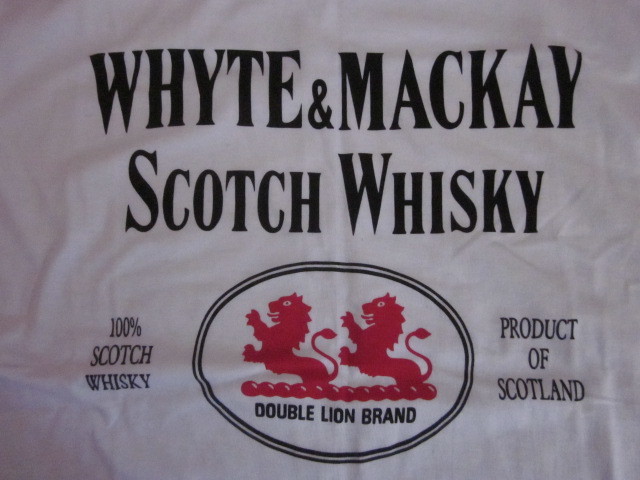 WHYTE & MACKAY
SCOTCH WHISKY
100%
SCOTCH
WHISKY
DOUBLE LION BRAND
PRODUCT
OF
SCOTLAND